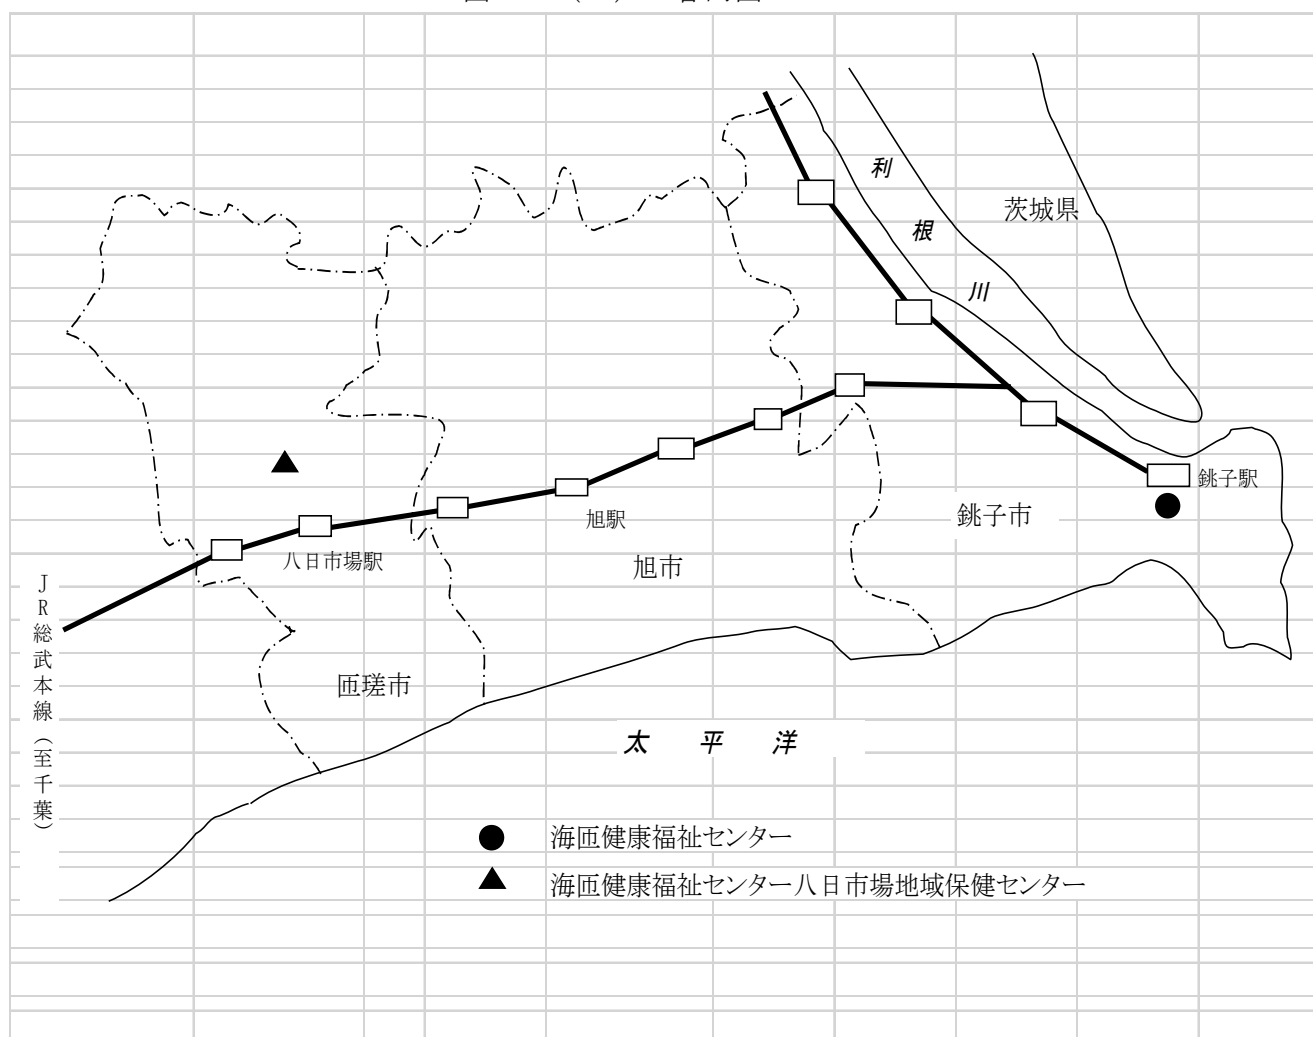 利
根
川
茨城県
銚子駅
銚子市
旭駅
旭市
八日市場駅
匝瑳市
JR総武本線(至千葉)
太 平 洋
● 海匝健康福祉センター
▲ 海匝健康福祉センター八日市場地域保健センター